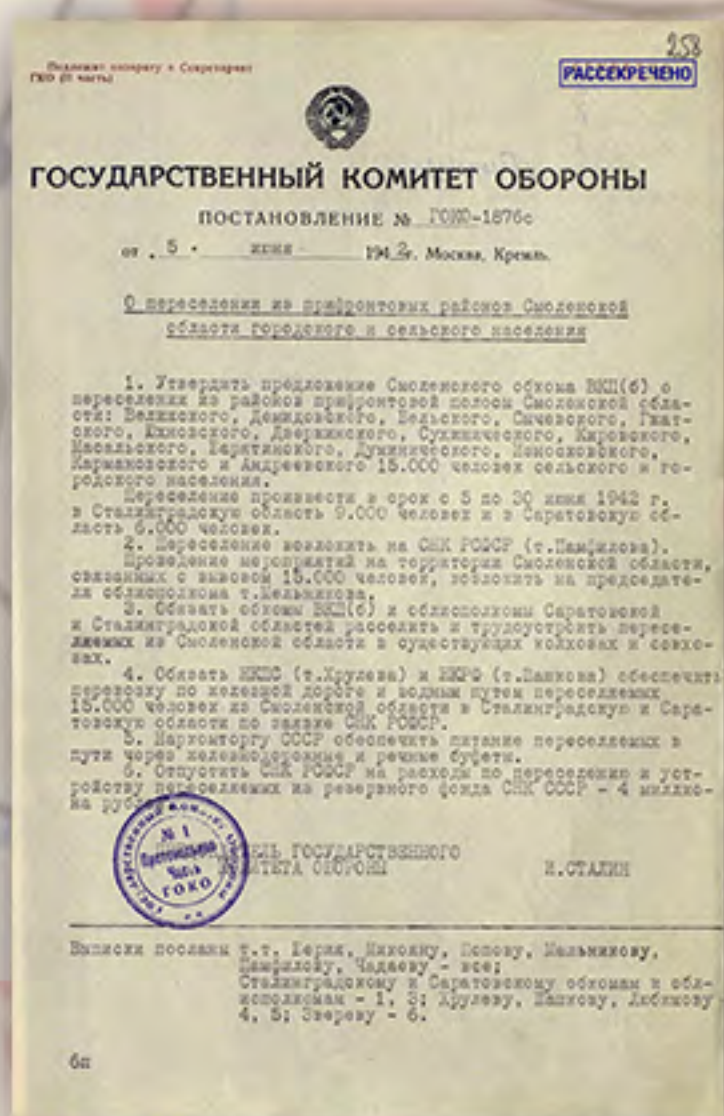 258
Подлежит возврату в Секретариат
ГКО (II часть)
РАССЕКРЕЧЕНО
ГОСУДАРСТВЕННЫЙ КОМИТЕТ ОБОРОНЫ
ПОСТАНОВЛЕНИЕ № ГОКО-1876с
от „5“ июня 1942г. Москва, Кремль.
О переселении из прифронтовых районов Смоленской
области городского и сельского населения
1. Утвердить предложение Смоленского обкома ВКП(б) о
переселении из районов прифронтовой полосы Смоленской обла-
сти: Велижского, Демидовского, Бельского, Сычевского, Гжат-
ского, Юхновского, Дзержинского, Сухиничского, Кировского,
Мосальского, Барятинского, Думиничского, Износковского,
Кармановского и Андреевского 15.000 человек сельского и го-
родского населения.
Переселение произвести в срок с 5 по 30 июня 1942 г.
в Сталинградскую область 9.000 человек и в Саратовскую об-
ласть 6.000 человек.
2. Переселение возложить на СНК РСФСР (т.Памфилова).
Проведение мероприятий на территории Смоленской области,
связанных с вывозом 15.000 человек, возложить на председате-
ля облисполкома т.Мельникова.
3. Обязать обкомы ВКП(б) и облисполкомы Саратовской
и Сталинградской областей расселить и трудоустроить пересе-
ляемых из Смоленской области в существующих колхозах и совхо-
зах.
4. Обязать НКПС (т.Хрулева) и НКРФ (т.Шашкова) обеспечить
перевозку по железной дороге и водным путем переселяемых
15.000 человек из Смоленской области в Сталинградскую и Сара-
товскую области по заявке СНК РСФСР.
5. Наркомторгу СССР обеспечить питание переселяемых в
пути через железнодорожные и речные буфеты.
6. Отпустить СНК РСФСР на расходы по переселению и уст-
ройству переселяемых из резервного фонда СНК СССР - 4 миллио-
на рубл
ДАТЕЛЬ ГОСУДАРСТВЕННОГО
КОМИТЕТА ОБОРОНЫ И.СТАЛИН
Государственный Комитет Обороны
№ 1
Протокольная
Часть
ГОКО
Выписки посланы т.т. Берия, Микояну, Попову, Мельникову,
Памфилову, Чадаеву - все;
Сталинградскому и Саратовскому обкомам и обл-
исполкомам - 1, 3; Хрулеву, Шашкову, Любимову
4, 5; Звереву - 6.
бп